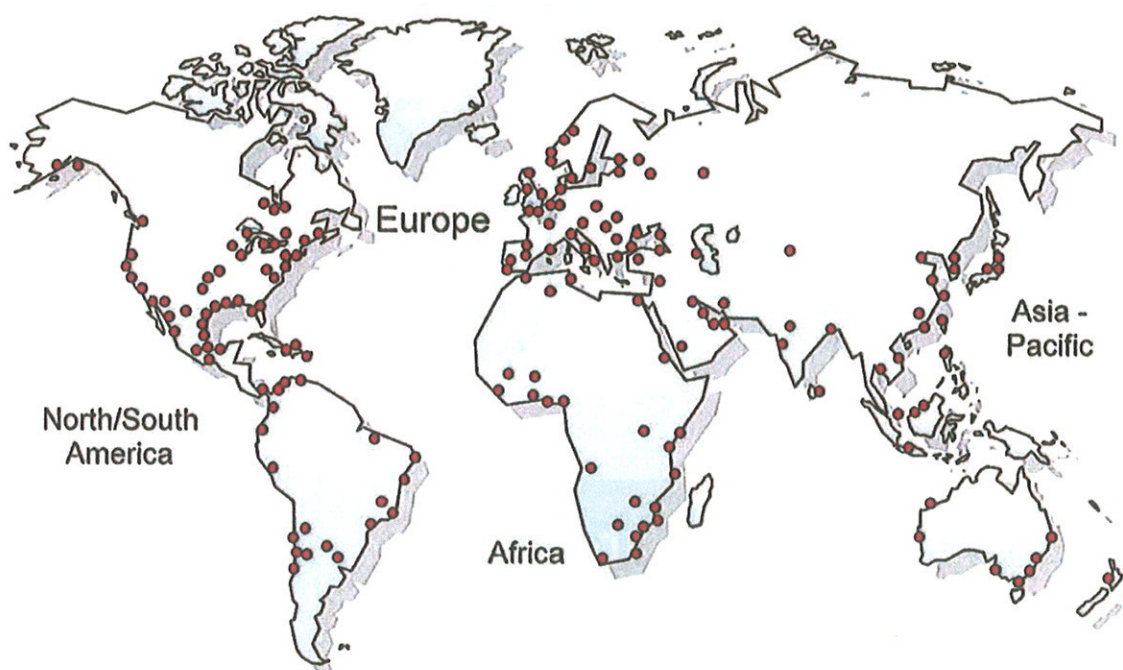 Europe
Asia -
Pacific
North/South
America
Africa